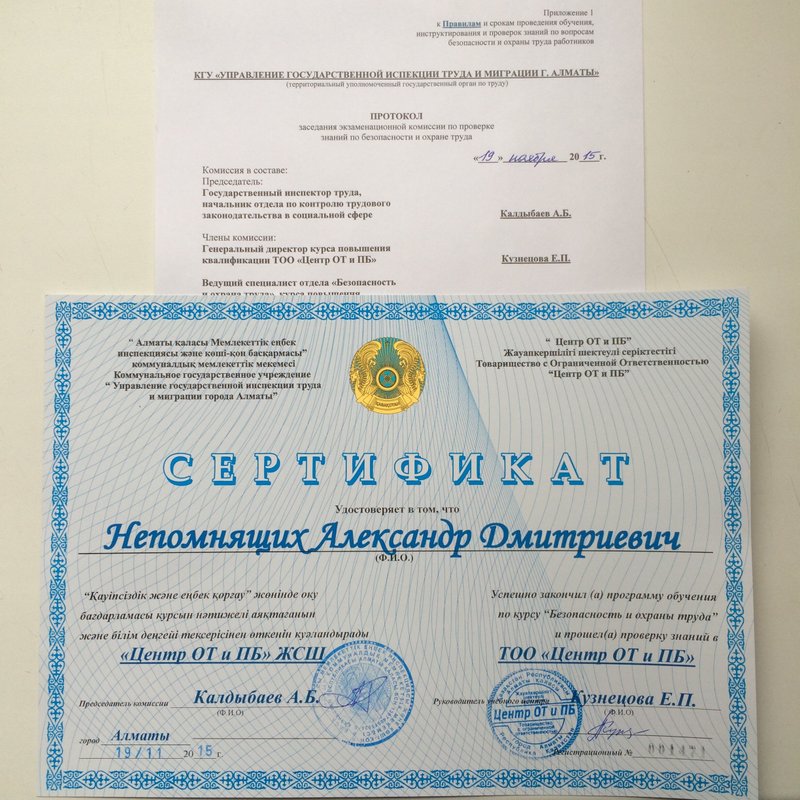 Приложение 1
к Правилам и срокам проведения обучения,
инструктирования и проверок знаний по вопросам
безопасности и охраны труда работников
КГУ «УПРАВЛЕНИЕ ГОСУДАРСТВЕННОЙ ИСПЕКЦИИ ТРУДА И МИГРАЦИИ Г. АЛМАТЫ»
(территориальный уполномоченный государственный орган по труду)
ПРОТОКОЛ
заседания экзаменационной комиссии по проверке
знаний по безопасности и охране труда
«19» ноября 2015 г.
Комиссия в составе:
Председатель:
Государственный инспектор труда,
начальник отдела по контролю трудового
законодательства в социальной сфере
Калдыбаев А.Б.
Члены комиссии:
Генеральный директор курса повышения
квалификации ТОО «Центр ОТ и ПБ»
Кузнецова Е.П.
Ведущий специалист отдела «Безопасность
и охрана труда» курса повышения
“ Алматы қаласы Мемлекеттік еңбек
инспекциясы және көші-қон басқармасы”
коммуналдық мемлекеттік мекемесі
Коммунальное государственное учреждение
“ Управление государственной инспекции труда
и миграции города Алматы”
“ Центр ОТ и ПБ”
Жауапкершілігі шектеулі серіктестігі
Товарищество с Ограниченной Ответственностью
“Центр ОТ и ПБ”
СЕРТИФИКАТ
Удостоверяет в том, что
Непомнящих Александр Дмитриевич
(Ф.И.О.)
“Қауіпсіздік және еңбек қорғау” жөнінде оқу
бағдарламасы курсын нәтижелі аяқтағанын
және білім деңгейі тексерісінен өткенін куәландырады
«Центр ОТ и ПБ» ЖСШ
Успешно закончил (а) программу обучения
по курсу “Безопасность и охраны труда”
и прошел(а) проверку знаний в
ТОО «Центр ОТ и ПБ»
Председатель комиссии Калдыбаев А.Б.
(Ф.И.О)
Руководитель учебного центра Кузнецова Е.П.
(Ф.И.О)
Центр ОТ и ПБ
город Алматы
19/11 2015 г.
Регистрационный № 001471